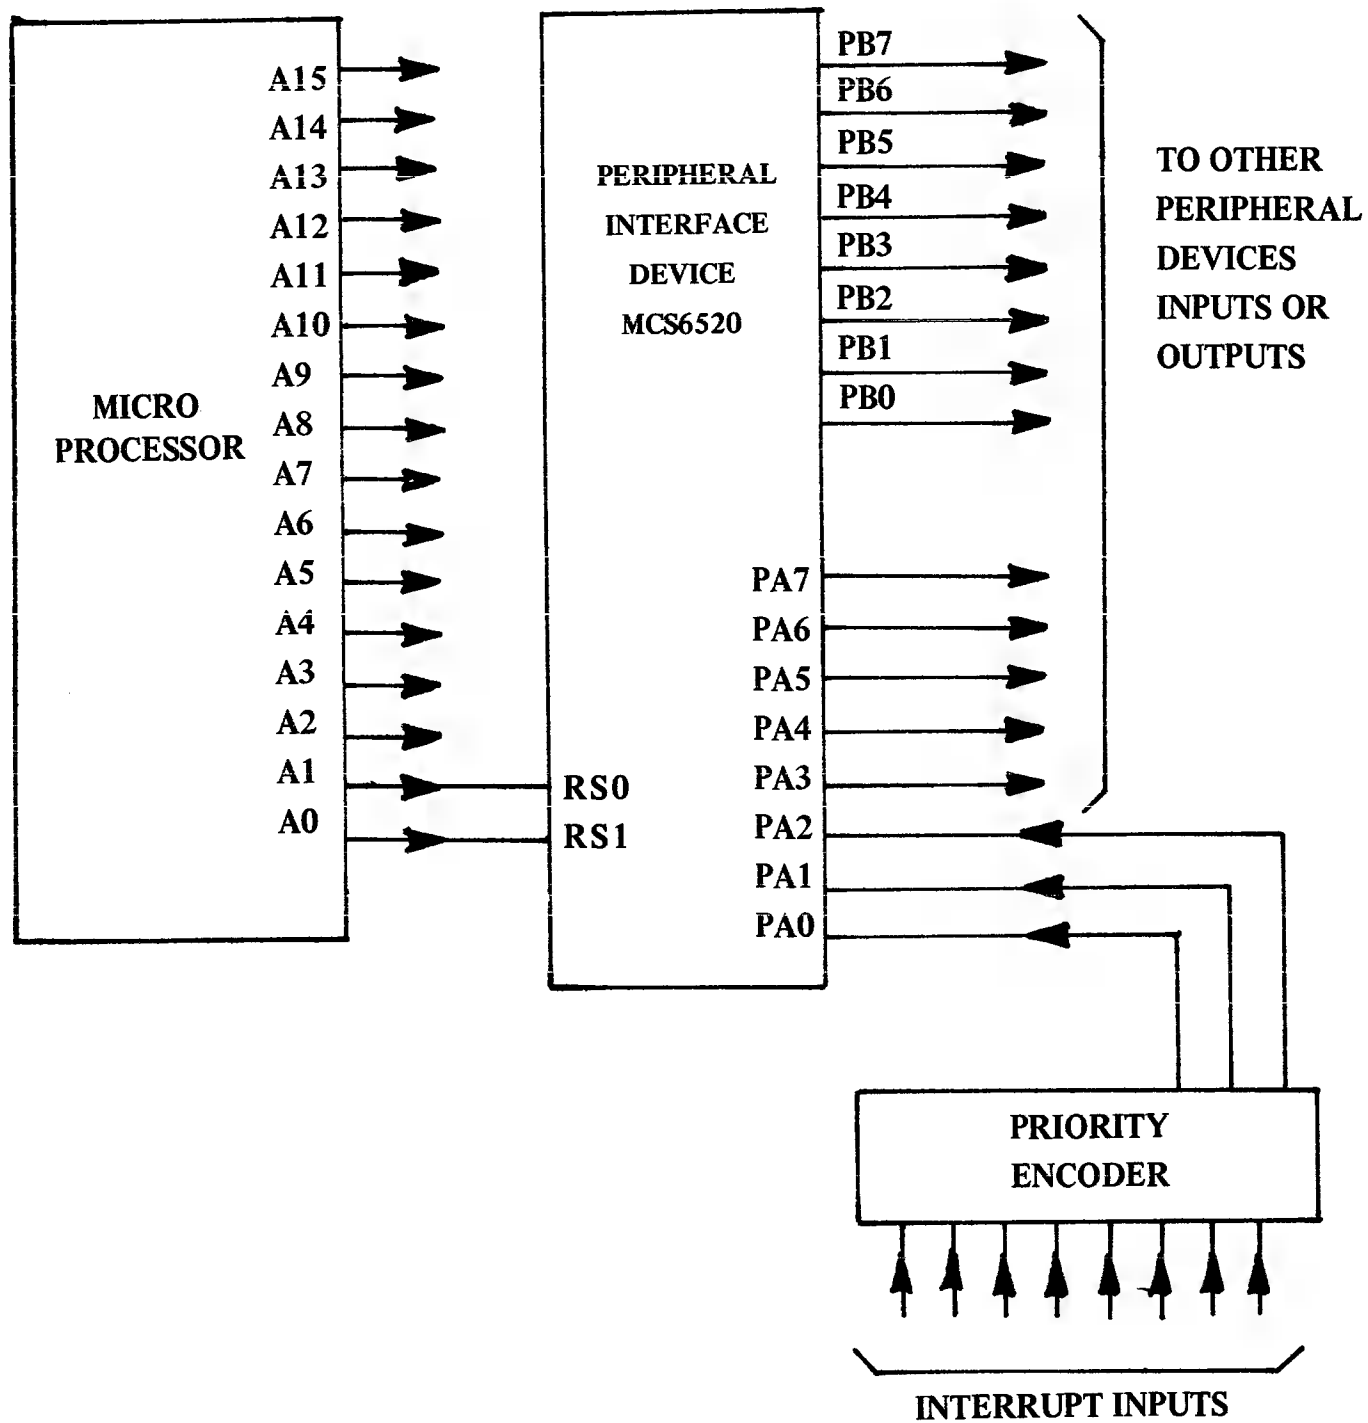 MICRO
PROCESSOR
A15
A14
A13
A12
A11
A10
A9
A8
A7
A6
A5
A4
A3
A2
A1
A0
PERIPHERAL
INTERFACE
DEVICE
MCS6520
RS0
RS1
PB7
PB6
PB5
PB4
PB3
PB2
PB1
PB0
PA7
PA6
PA5
PA4
PA3
PA2
PA1
PA0
TO OTHER
PERIPHERAL
DEVICES
INPUTS OR
OUTPUTS
PRIORITY
ENCODER
INTERRUPT INPUTS